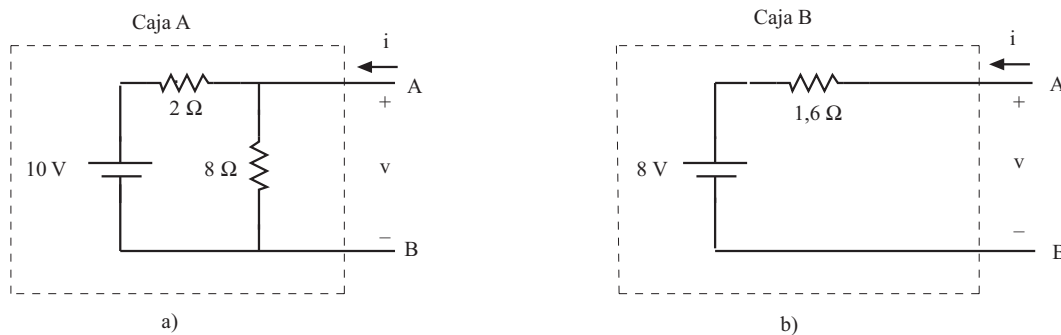 Caja A
i
A
+
2 Ω
10 V
8 Ω
v
–
B
a)
Caja B
i
A
+
1,6 Ω
8 V
v
–
B
b)